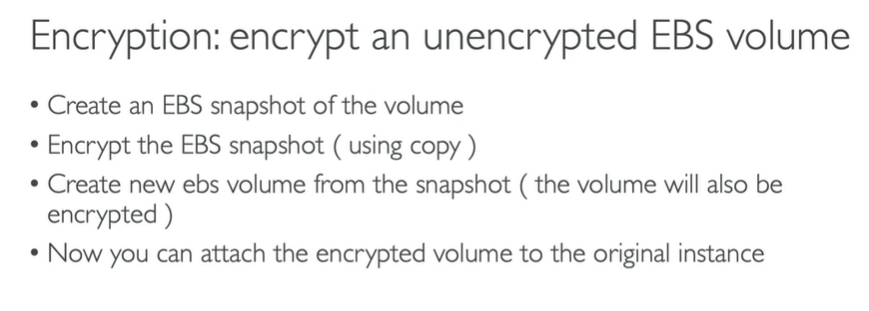 Encryption: encrypt an unencrypted EBS volume
• Create an EBS snapshot of the volume
• Encrypt the EBS snapshot ( using copy )
• Create new ebs volume from the snapshot ( the volume will also be
encrypted )
• Now you can attach the encrypted volume to the original instance